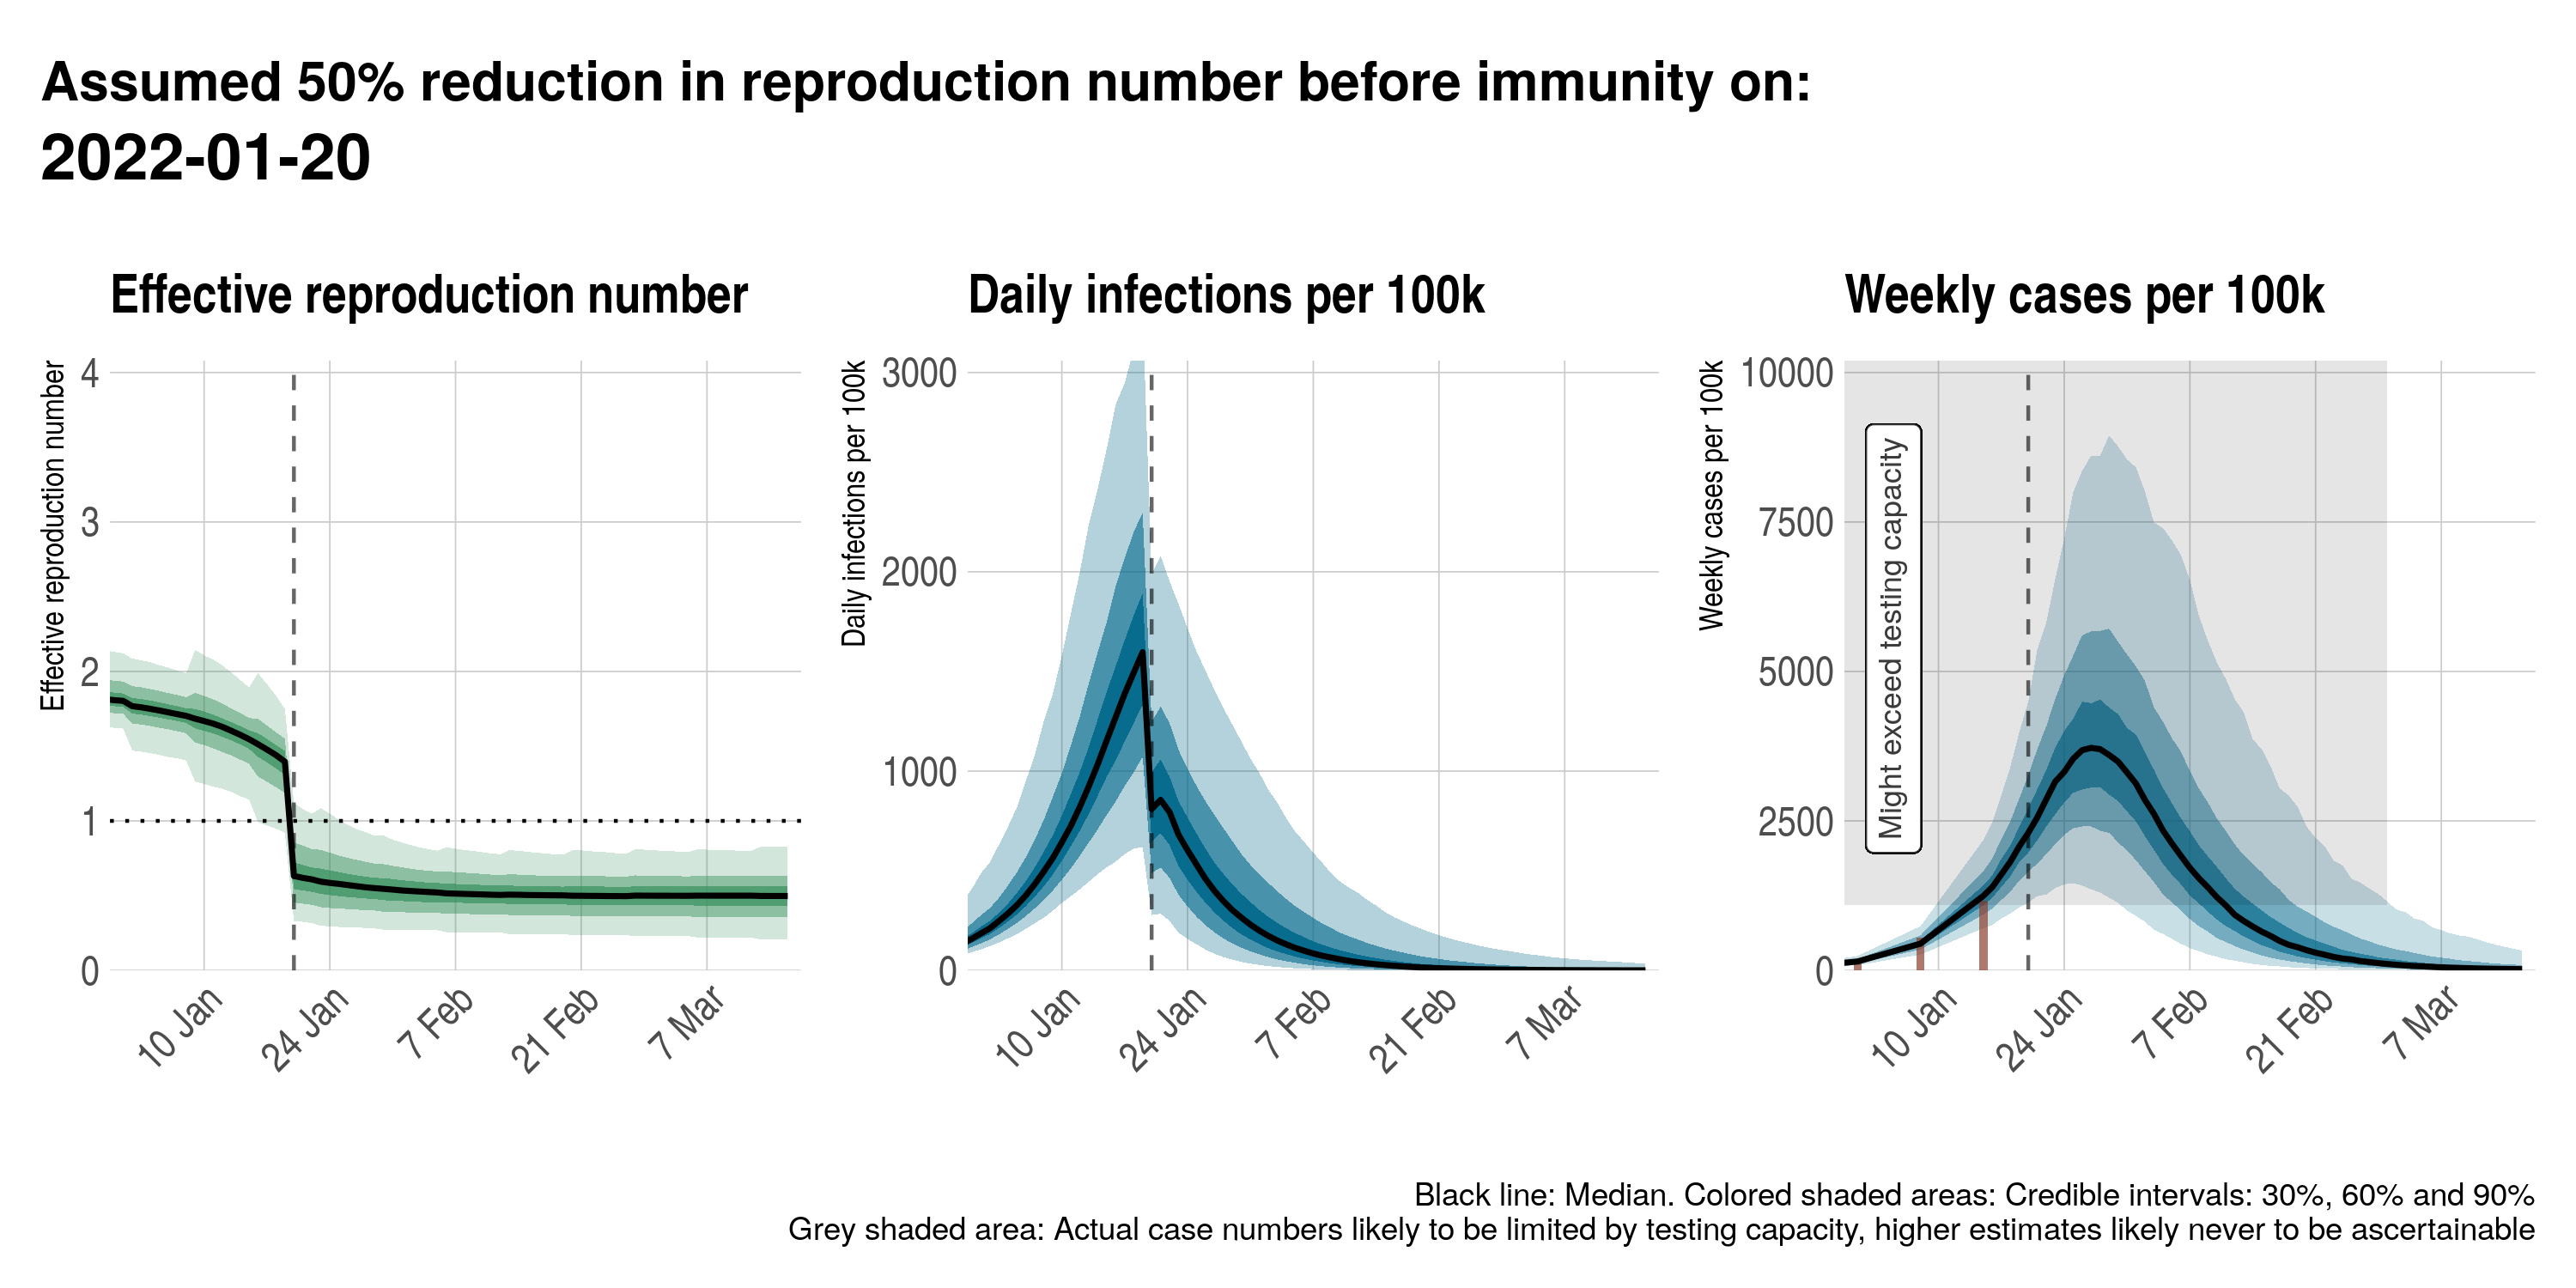 Assumed 50% reduction in reproduction number before immunity on:
2022-01-20
Effective reproduction number
Effective reproduction number
4
3
2
1
0
10 Jan
24 Jan
7 Feb
21 Feb
7 Mar
Daily infections per 100k
Daily infections per 100k
3000
2000
1000
0
10 Jan
24 Jan
7 Feb
21 Feb
7 Mar
Weekly cases per 100k
Weekly cases per 100k
10000
7500
5000
2500
0
Might exceed testing capacity
10 Jan
24 Jan
7 Feb
21 Feb
7 Mar
Black line: Median. Colored shaded areas: Credible intervals: 30%, 60% and 90%
Grey shaded area: Actual case numbers likely to be limited by testing capacity, higher estimates likely never to be ascertainable